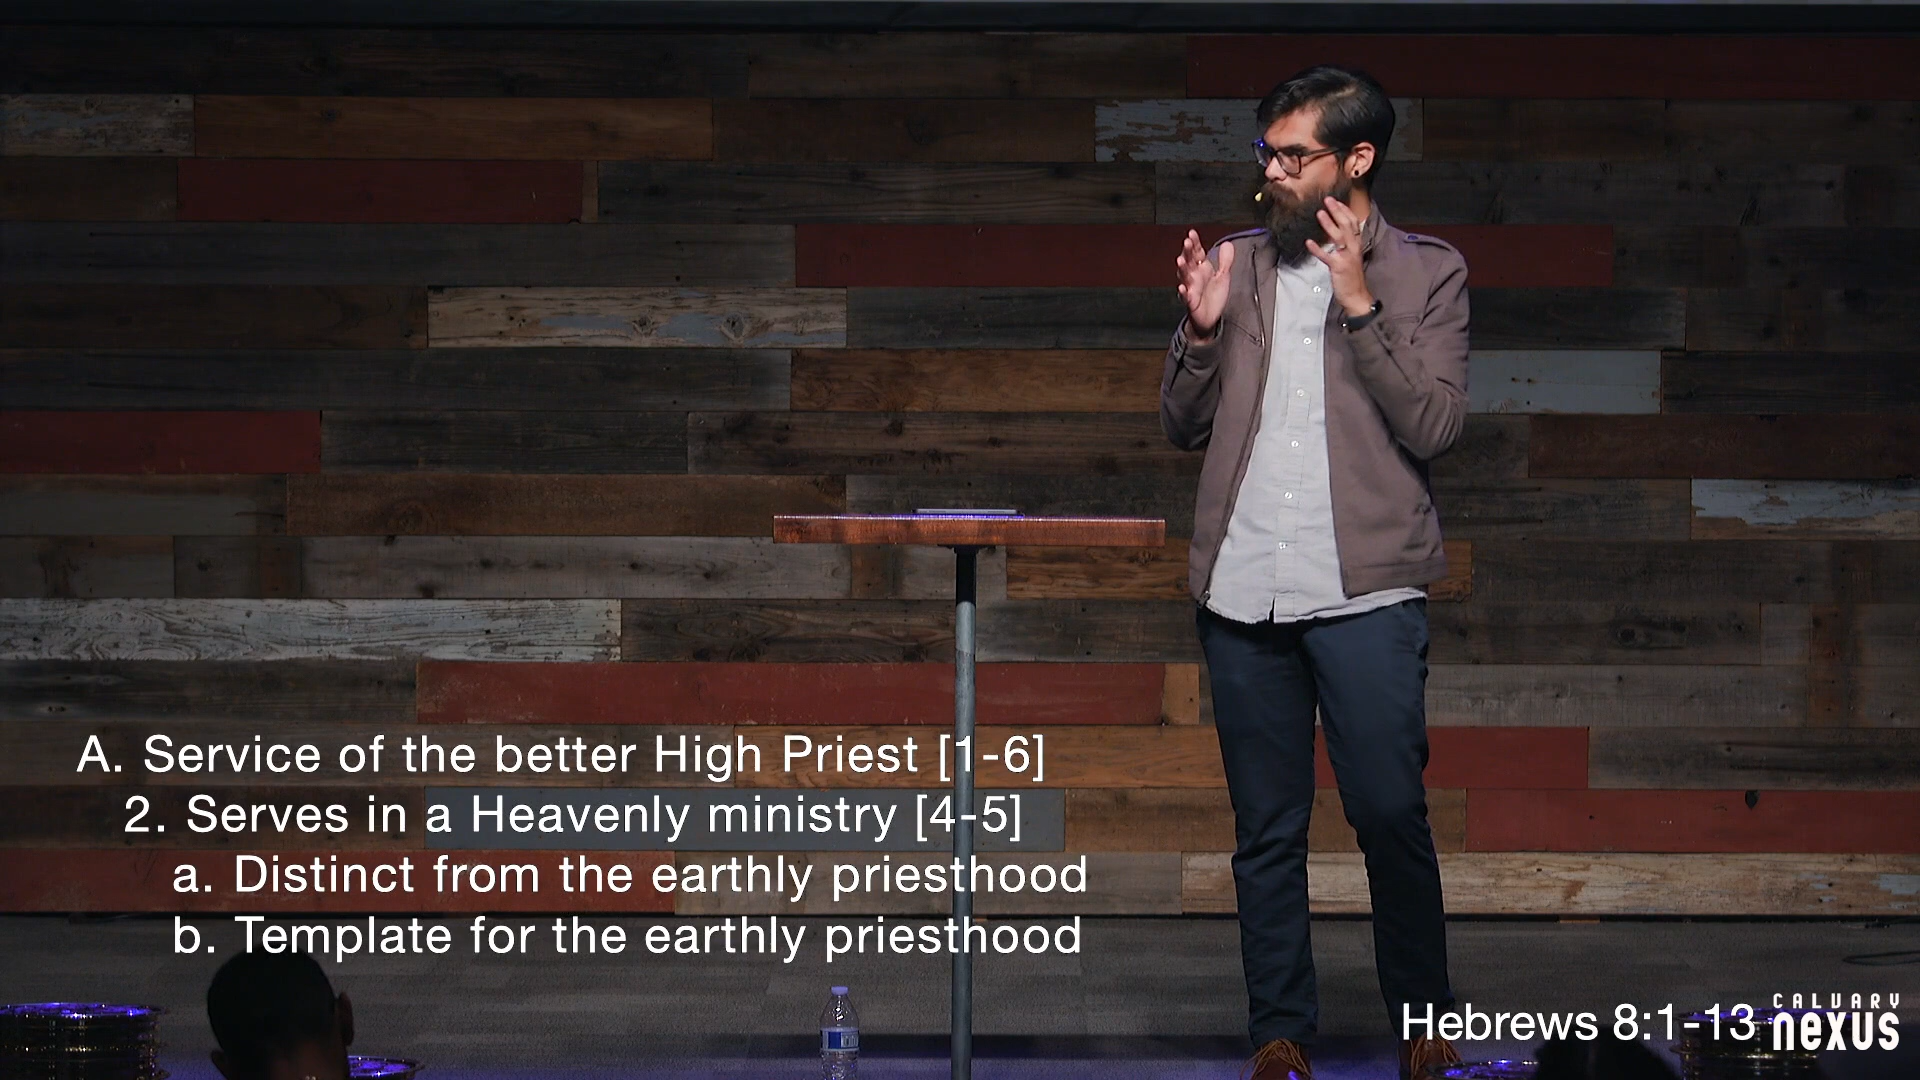 A. Service of the better High Priest [1-6]
2. Serves in a Heavenly ministry [4-5]
a. Distinct from the earthly priesthood
b. Template for the earthly priesthood
Hebrews 8:1-13
CALVARY
nexus